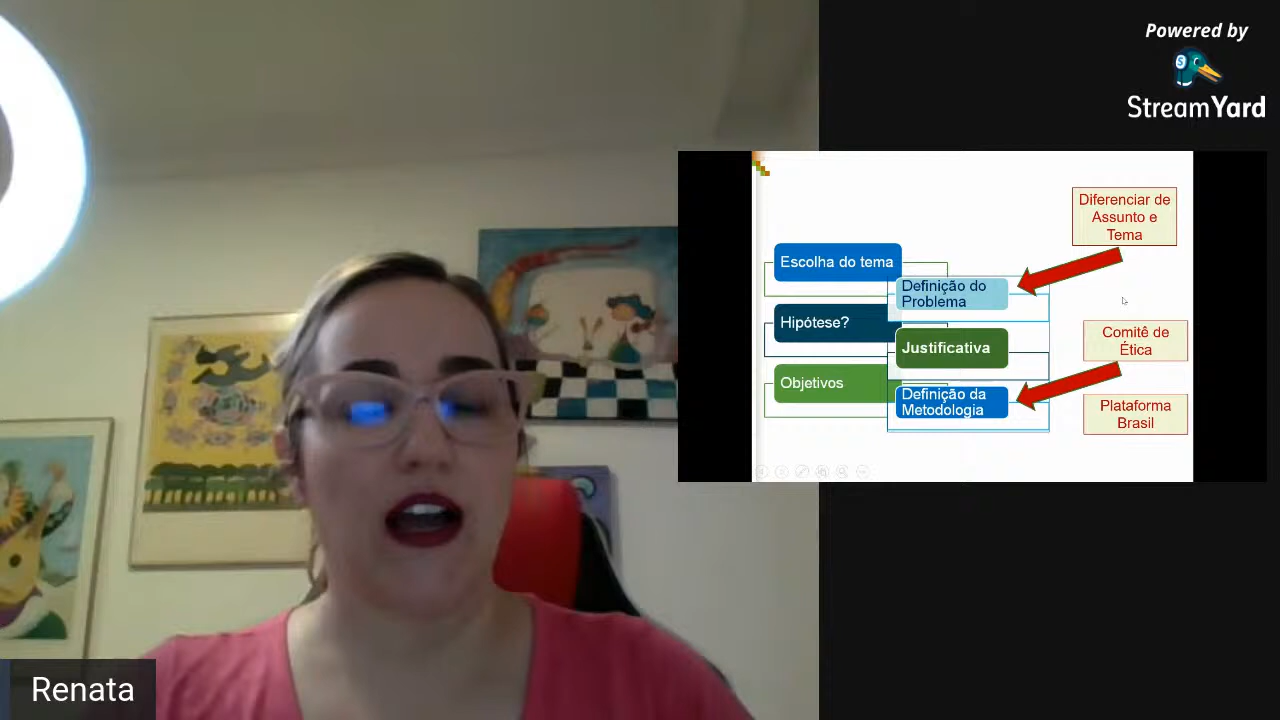 Powered by
StreamYard
Diferenciar de
Assunto e
Tema
Escolha do tema
Definição do
Problema
Hipótese?
Justificativa
Comitê de
Ética
Objetivos
Definição da
Metodologia
Plataforma
Brasil
Renata